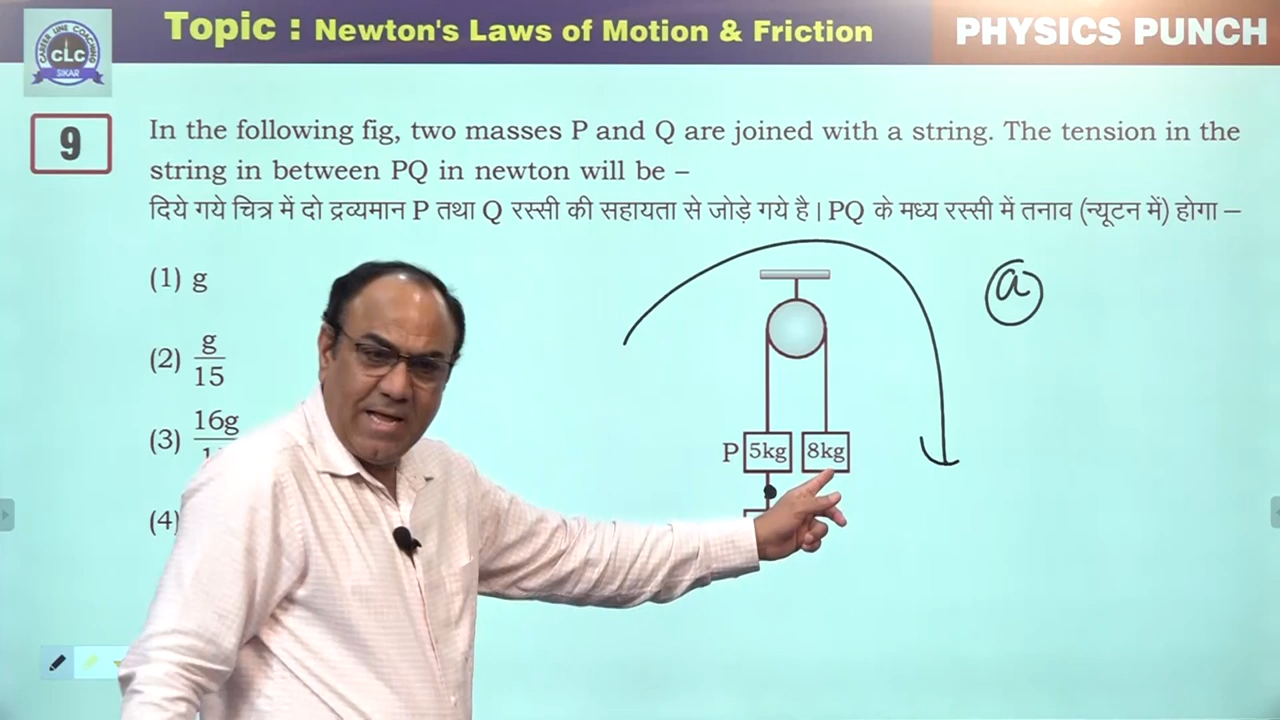 Topic : Newton's Laws of Motion & Friction
PHYSICS PUNCH
CAREER LINE COACHING
CLC
SIKAR
9
In the following fig, two masses P and Q are joined with a string. The tension in the
string in between PQ in newton will be –
दिये गये चित्र में दो द्रव्यमान P तथा Q रस्सी की सहायता से जोड़े गये है। PQ के मध्य रस्सी में तनाव (न्यूटन में) होगा –
(1) g
(2) g
15
(3) 16g
(4)
a
P 5kg 8kg